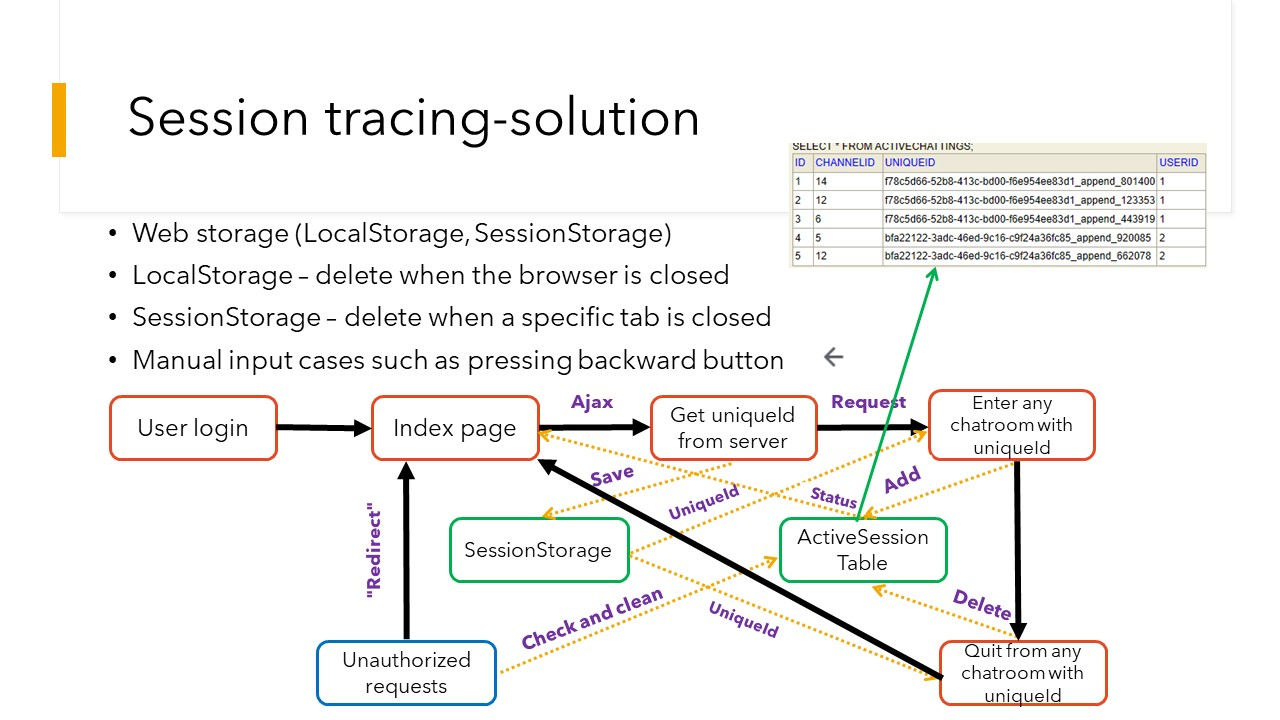 Session tracing-solution
SELECT * FROM ACTIVECHATTINGS;
ID CHANNELID UNIQUEID USERID
1 14 f78c5d66-52b8-413c-bd00-f6e954ee83d1_append_801400 1
2 12 f78c5d66-52b8-413c-bd00-f6e954ee83d1_append_123353 1
3 6 f78c5d66-52b8-413c-bd00-f6e954ee83d1_append_443919 1
4 5 bfa22122-3adc-46ed-9c16-c9f24a36fc85_append_920085 2
5 12 bfa22122-3adc-46ed-9c16-c9f24a36fc85_append_662078 2
• Web storage (LocalStorage, SessionStorage)
• LocalStorage – delete when the browser is closed
• SessionStorage – delete when a specific tab is closed
• Manual input cases such as pressing backward button
User login
Index page
Ajax
Get uniqueId
from server
Request
Enter any
chatroom with
uniqueId
Save
UniqueId
Status
Add
"Redirect"
SessionStorage
ActiveSession
Table
Check and clean
UniqueId
Delete
Unauthorized
requests
Quit from any
chatroom with
uniqueId